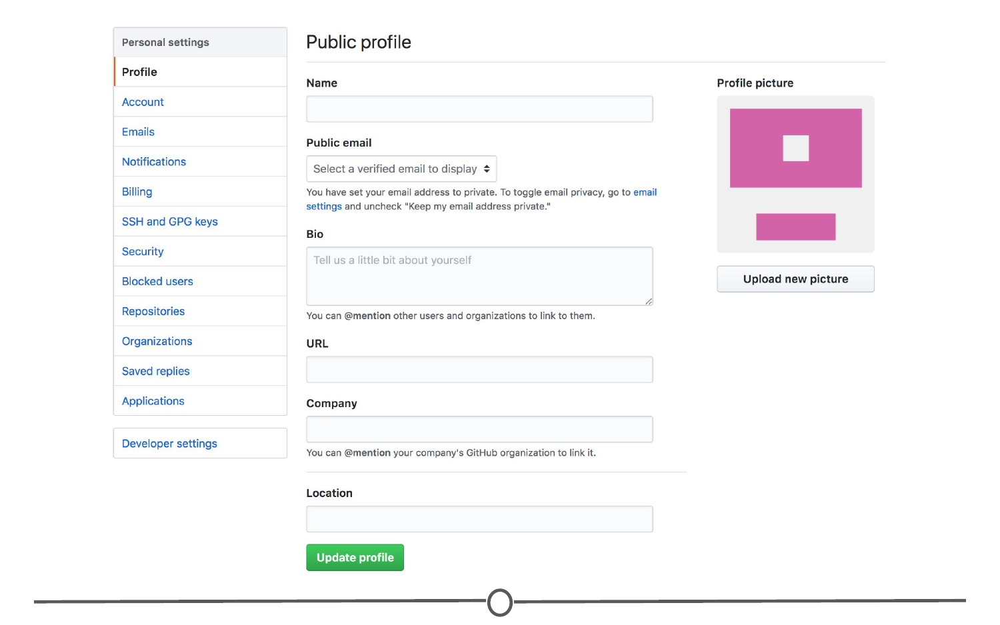 Personal settings
Profile
Account
Emails
Notifications
Billing
SSH and GPG keys
Security
Blocked users
Repositories
Organizations
Saved replies
Applications
Developer settings
Public profile
Name
Public email
Select a verified email to display
You have set your email address to private. To toggle email privacy, go to email
settings and uncheck "Keep my email address private."
Bio
Tell us a little bit about yourself
You can @mention other users and organizations to link to them.
URL
Company
You can @mention your company's GitHub organization to link it.
Location
Update profile
Profile picture
Upload new picture